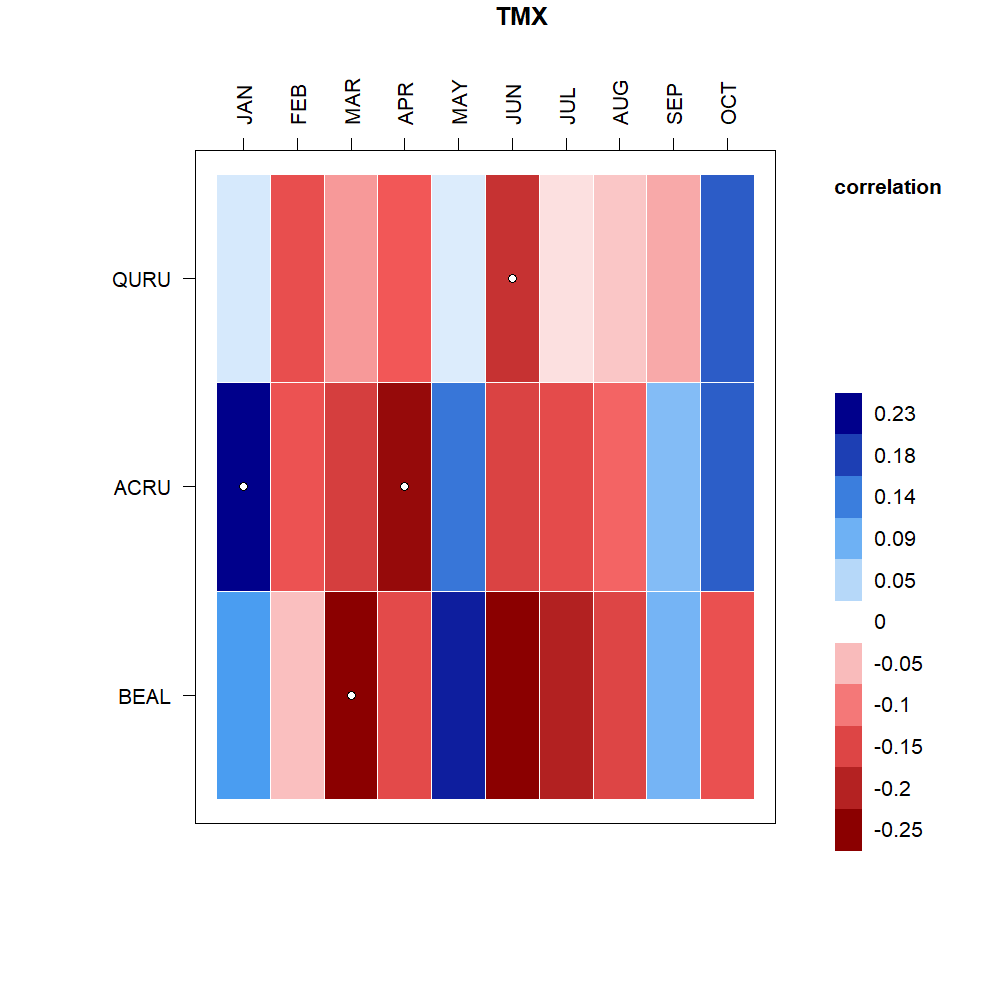 TMX
JAN
FEB
MAR
APR
MAY
JUN
JUL
AUG
SEP
OCT
correlation
QURU
ACRU
BEAL
0.23
0.18
0.14
0.09
0.05
0
-0.05
-0.1
-0.15
-0.2
-0.25